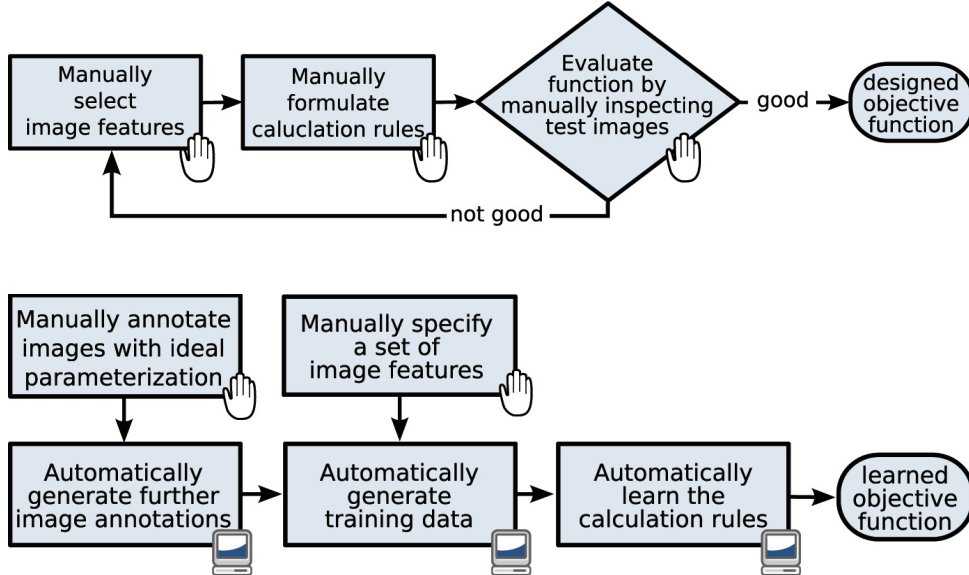 Manually
select
image features
Manually
formulate
caluclation rules
Evaluate
function by
manually inspecting
test images
good
designed
objective
function
not good
Manually annotate
images with ideal
parameterization
Manually specify
a set of
image features
Automatically
generate further
image annotations
Automatically
generate
training data
Automatically
learn the
calculation rules
learned
objective
function